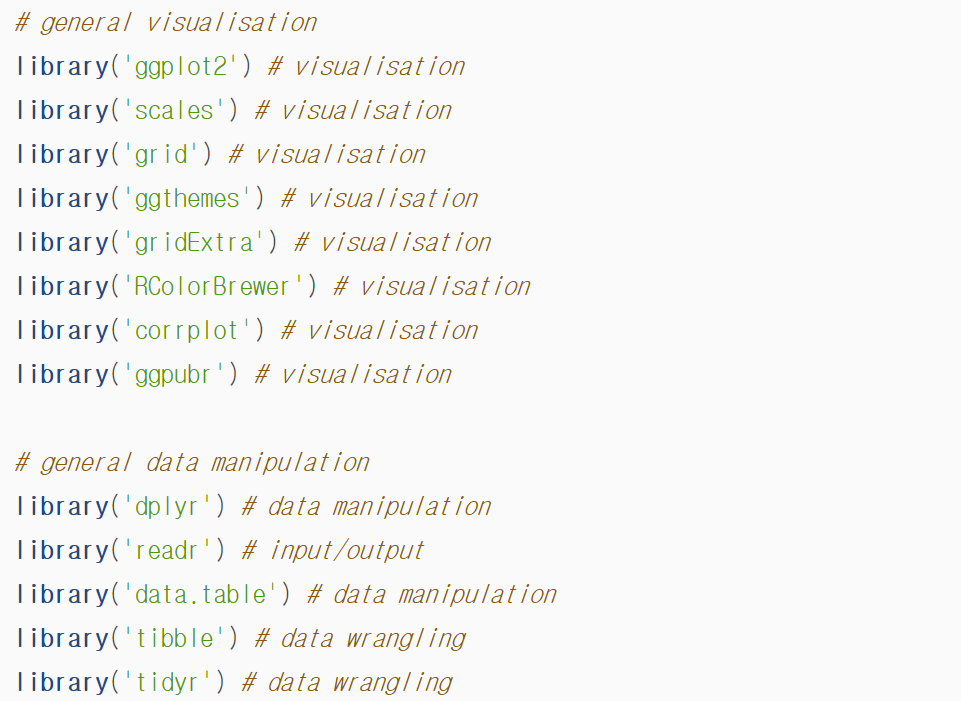 # general visualisation
library('ggplot2') # visualisation
library('scales') # visualisation
library('grid') # visualisation
library('ggthemes') # visualisation
library('gridExtra') # visualisation
library('RColorBrewer') # visualisation
library('corrplot') # visualisation
library('ggpubr') # visualisation
# general data manipulation
library('dplyr') # data manipulation
library('readr') # input/output
library('data.table') # data manipulation
library('tibble') # data wrangling
library('tidyr') # data wrangling